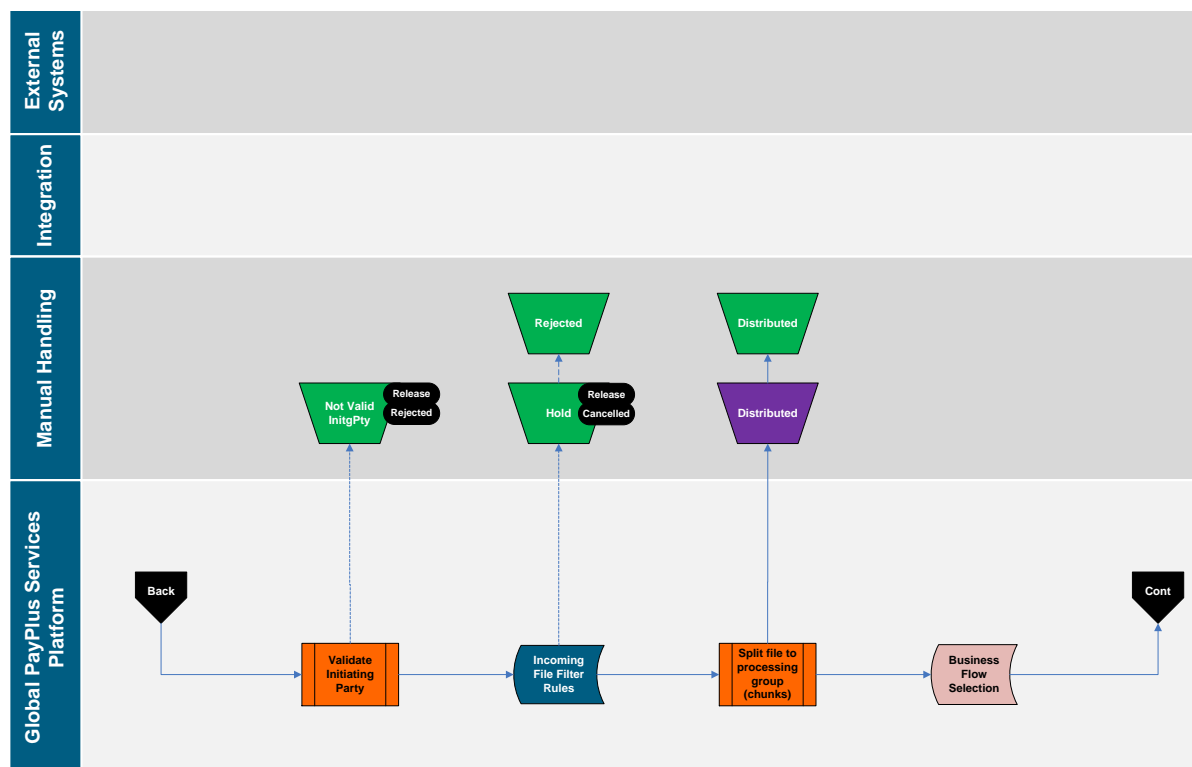 External
Systems
Integration
Manual Handling
Rejected
Distributed
Not Valid
InitgPty
Release
Rejected
Hold
Release
Cancelled
Distributed
Global PayPlus Services
Platform
Back
Cont
Validate
Initiating
Party
Incoming
File Filter
Rules
Split file to
processing
group
(chunks)
Business
Flow
Selection